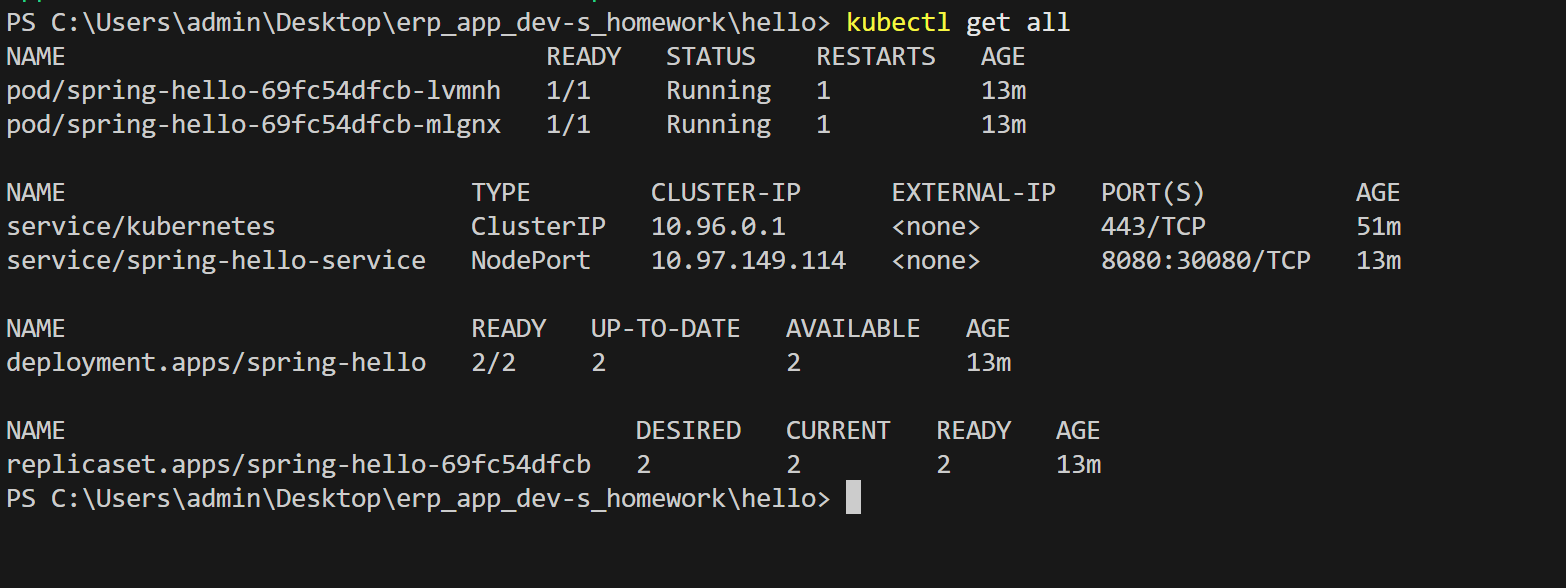 PS C:\Users\admin\Desktop\erp_app_dev-s_homework\hello> kubectl get all
NAME READY STATUS RESTARTS AGE
pod/spring-hello-69fc54dfcb-lvmnh 1/1 Running 1 13m
pod/spring-hello-69fc54dfcb-mlgnx 1/1 Running 1 13m
NAME TYPE CLUSTER-IP EXTERNAL-IP PORT(S) AGE
service/kubernetes ClusterIP 10.96.0.1 <none> 443/TCP 51m
service/spring-hello-service NodePort 10.97.149.114 <none> 8080:30080/TCP 13m
NAME READY UP-TO-DATE AVAILABLE AGE
deployment.apps/spring-hello 2/2 2 2 13m
NAME DESIRED CURRENT READY AGE
replicaset.apps/spring-hello-69fc54dfcb 2 2 2 13m
PS C:\Users\admin\Desktop\erp_app_dev-s_homework\hello>